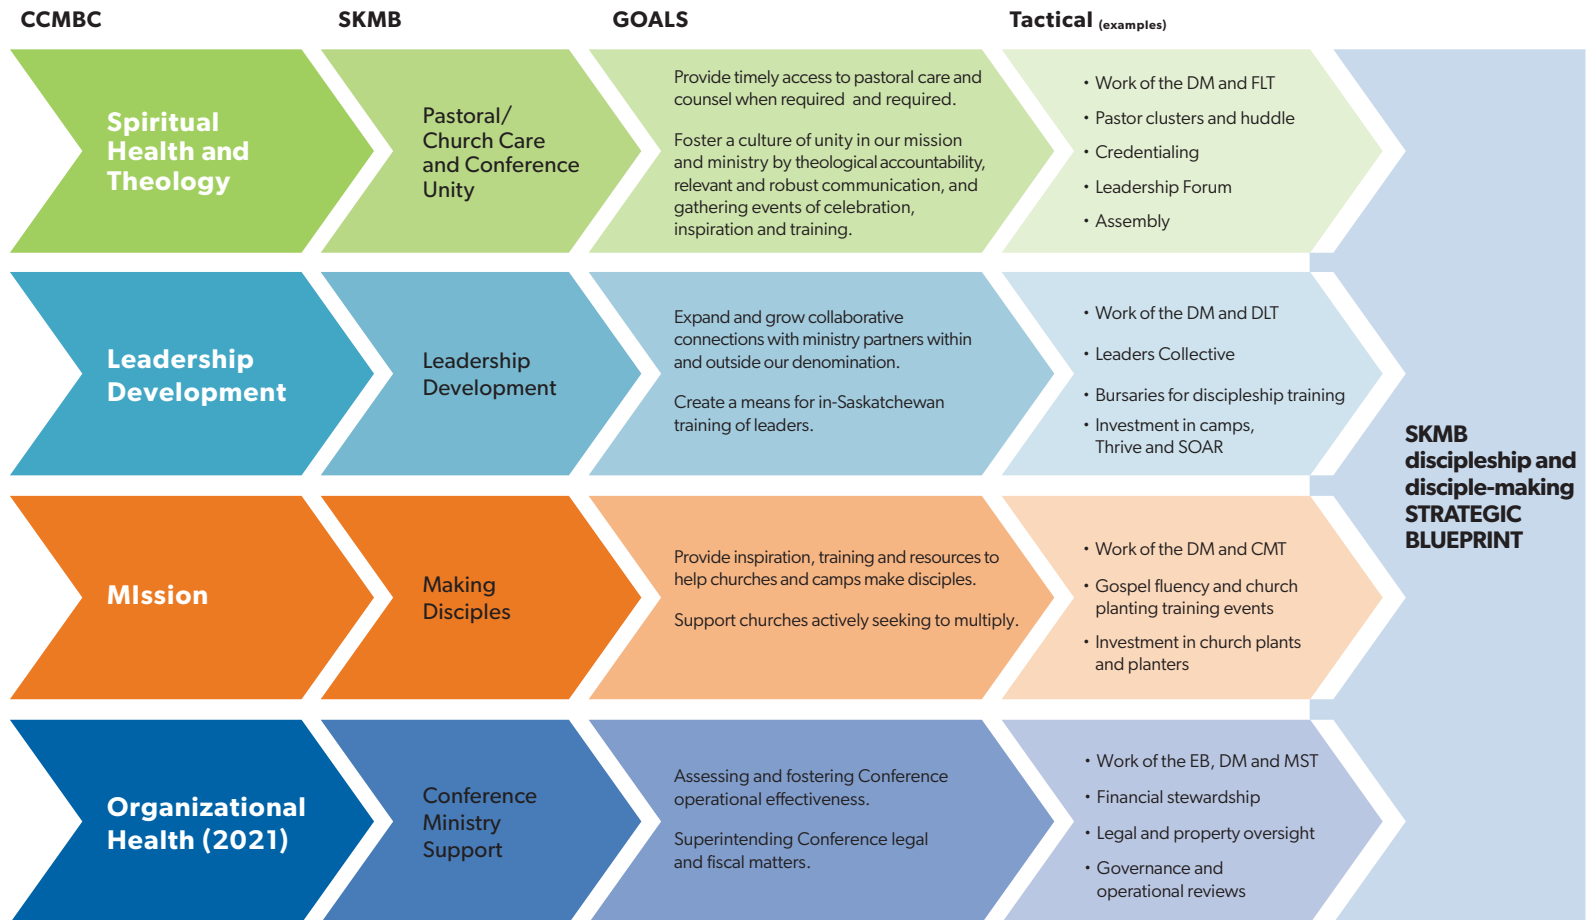 CCMBC
SKMB
GOALS
Tactical (examples)
Spiritual
Health and
Theology
Pastoral/
Church Care
and Conference
Unity
Provide timely access to pastoral care and
counsel when required and required.
Foster a culture of unity in our mission
and ministry by theological accountability,
relevant and robust communication, and
gathering events of celebration,
inspiration and training.
• Work of the DM and FLT
• Pastor clusters and huddle
• Credentialing
• Leadership Forum
• Assembly
Leadership
Development
Leadership
Development
Expand and grow collaborative
connections with ministry partners within
and outside our denomination.
Create a means for in-Saskatchewan
training of leaders.
• Work of the DM and DLT
• Leaders Collective
• Bursaries for discipleship training
• Investment in camps,
Thrive and SOAR
MIssion
Making
Disciples
Provide inspiration, training and resources to
help churches and camps make disciples.
Support churches actively seeking to multiply.
• Work of the DM and CMT
• Gospel fluency and church
planting training events
• Investment in church plants
and planters
Organizational
Health (2021)
Conference
Ministry
Support
Assessing and fostering Conference
operational effectiveness.
Superintending Conference legal
and fiscal matters.
• Work of the EB, DM and MST
• Financial stewardship
• Legal and property oversight
• Governance and
operational reviews
SKMB
discipleship and
disciple-making
STRATEGIC
BLUEPRINT